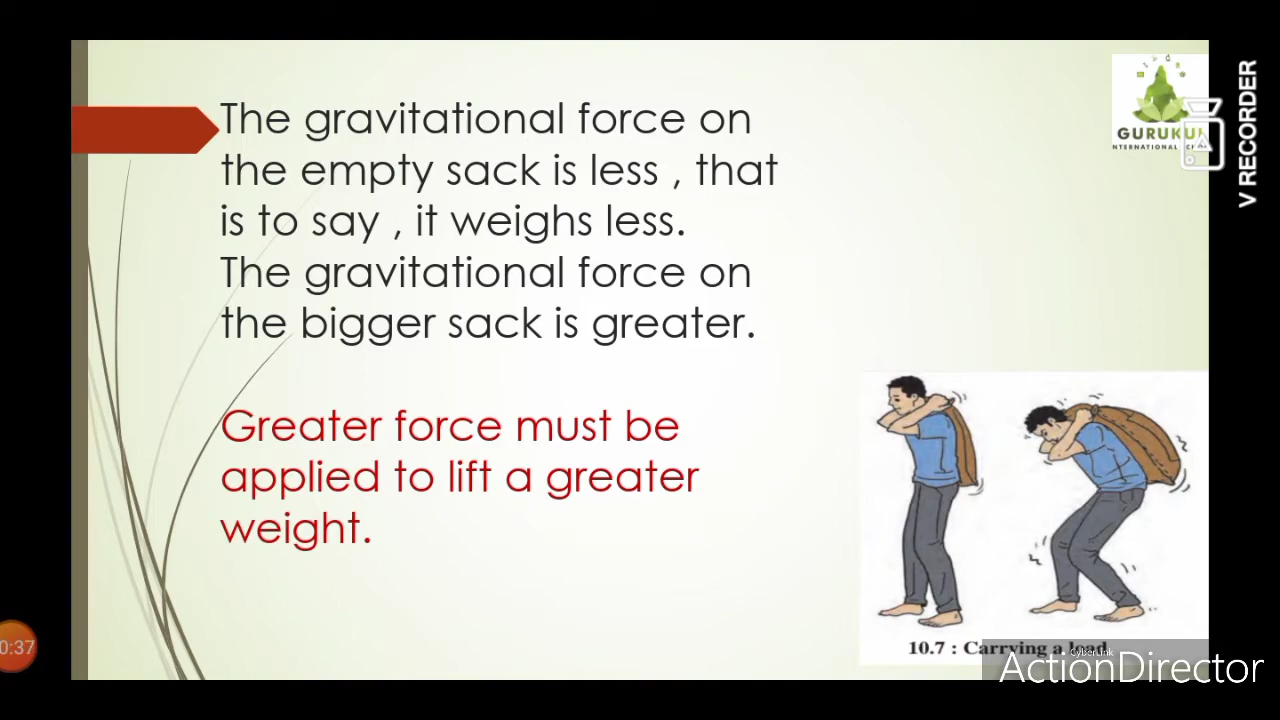 The gravitational force on
the empty sack is less , that
is to say , it weighs less.
The gravitational force on
the bigger sack is greater.
Greater force must be
applied to lift a greater
weight.
GURUKUL
V RECORDER
10.7 : Carrying a load
CyberLink
ActionDirector
0:37